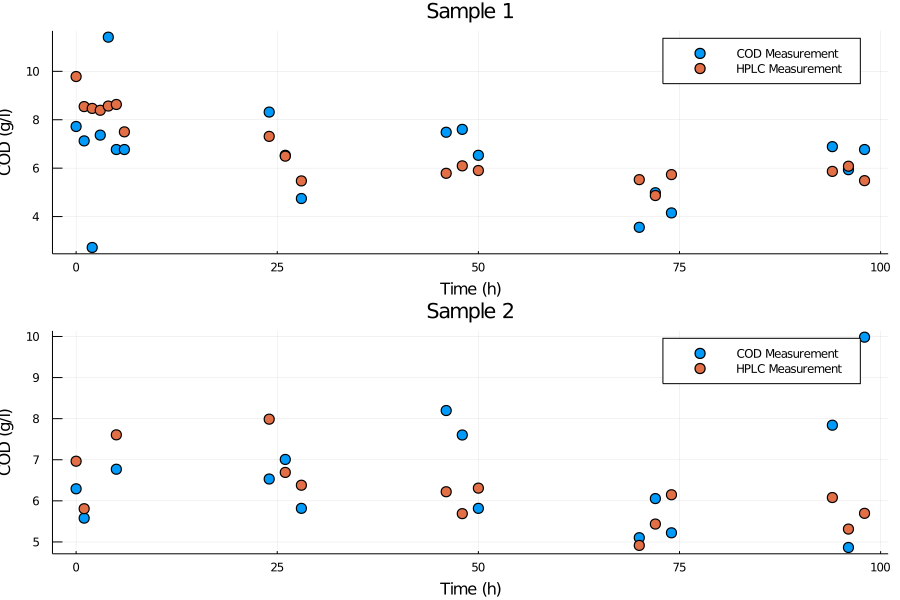 Sample 1
COD (g/l)
10
8
6
4
COD Measurement
HPLC Measurement
0 25 50 75 100
Time (h)
Sample 2
COD (g/l)
10
9
8
7
6
5
COD Measurement
HPLC Measurement
0 25 50 75 100
Time (h)